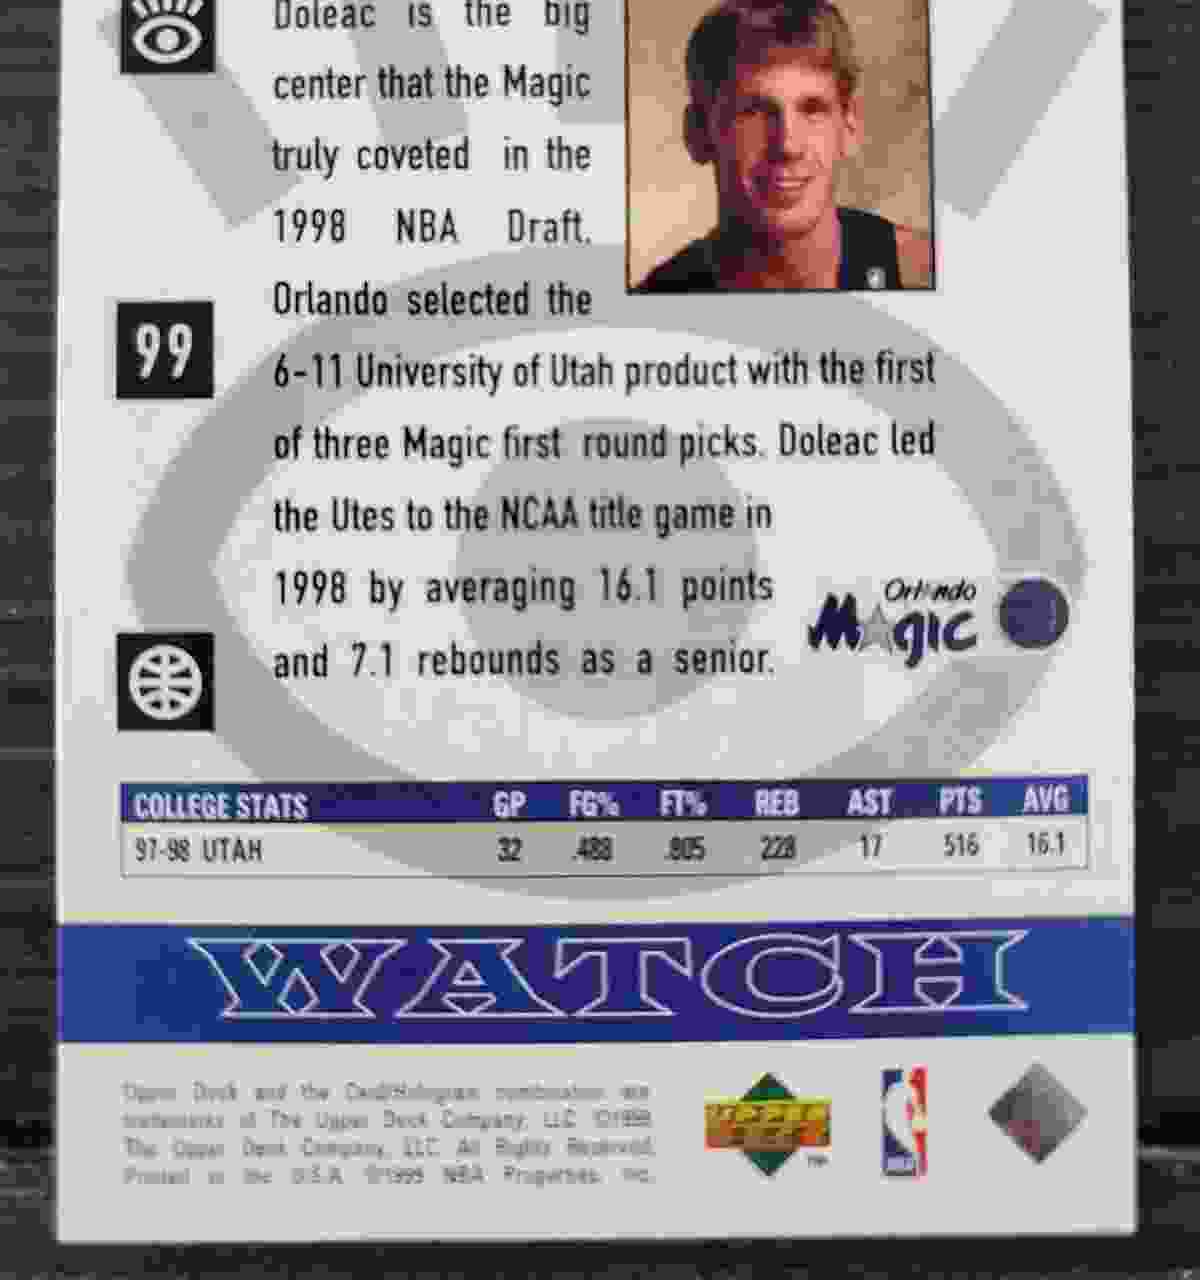 Doleac is the big
center that the Magic
truly coveted in the
1998 NBA Draft.
Orlando selected the
99
6-11 University of Utah product with the first
of three Magic first round picks. Doleac led
the Utes to the NCAA title game in
1998 by averaging 16.1 points
and 7.1 rebounds as a senior.
Orlando
Magic
COLLEGE STATS GP FG% FT% REB AST PTS AVG
97-98 UTAH 32 .488 .805 228 17 516 16.1
WATCH
Upper Deck and the Card/Hologram combination are
trademarks of The Upper Deck Company, LLC. ©1999
The Upper Deck Company, LLC. All Rights Reserved.
Printed in the U.S.A. ©1999 NBA Properties, Inc.
UPPER
DECK
TM
NBA